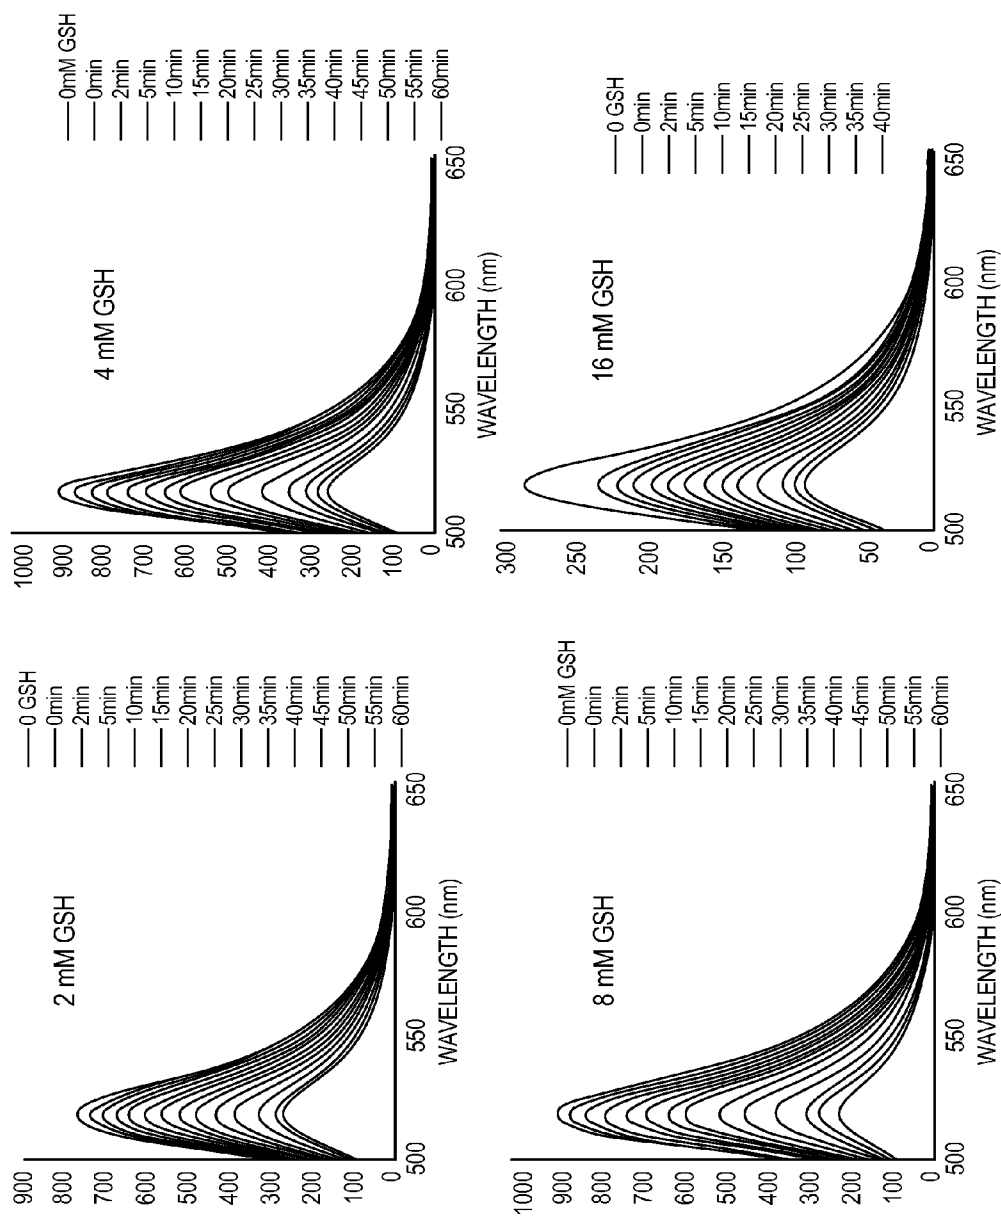 2 mM GSH
900
800
700
600
500
400
300
200
100
0
500
550
600
650
WAVELENGTH (nm)
0 GSH
0min
2min
5min
10min
15min
20min
25min
30min
35min
40min
45min
50min
55min
60min
4 mM GSH
1000
900
800
700
600
500
400
300
200
100
0
500
550
600
650
WAVELENGTH (nm)
0mM GSH
0min
2min
5min
10min
15min
20min
25min
30min
35min
40min
45min
50min
55min
60min
8 mM GSH
1000
900
800
700
600
500
400
300
200
100
0
500
550
600
650
WAVELENGTH (nm)
0mM GSH
0min
2min
5min
10min
15min
20min
25min
30min
35min
40min
45min
50min
55min
60min
16 mM GSH
300
250
200
150
100
50
0
500
550
600
650
WAVELENGTH (nm)
0 GSH
0min
2min
5min
10min
15min
20min
25min
30min
35min
40min